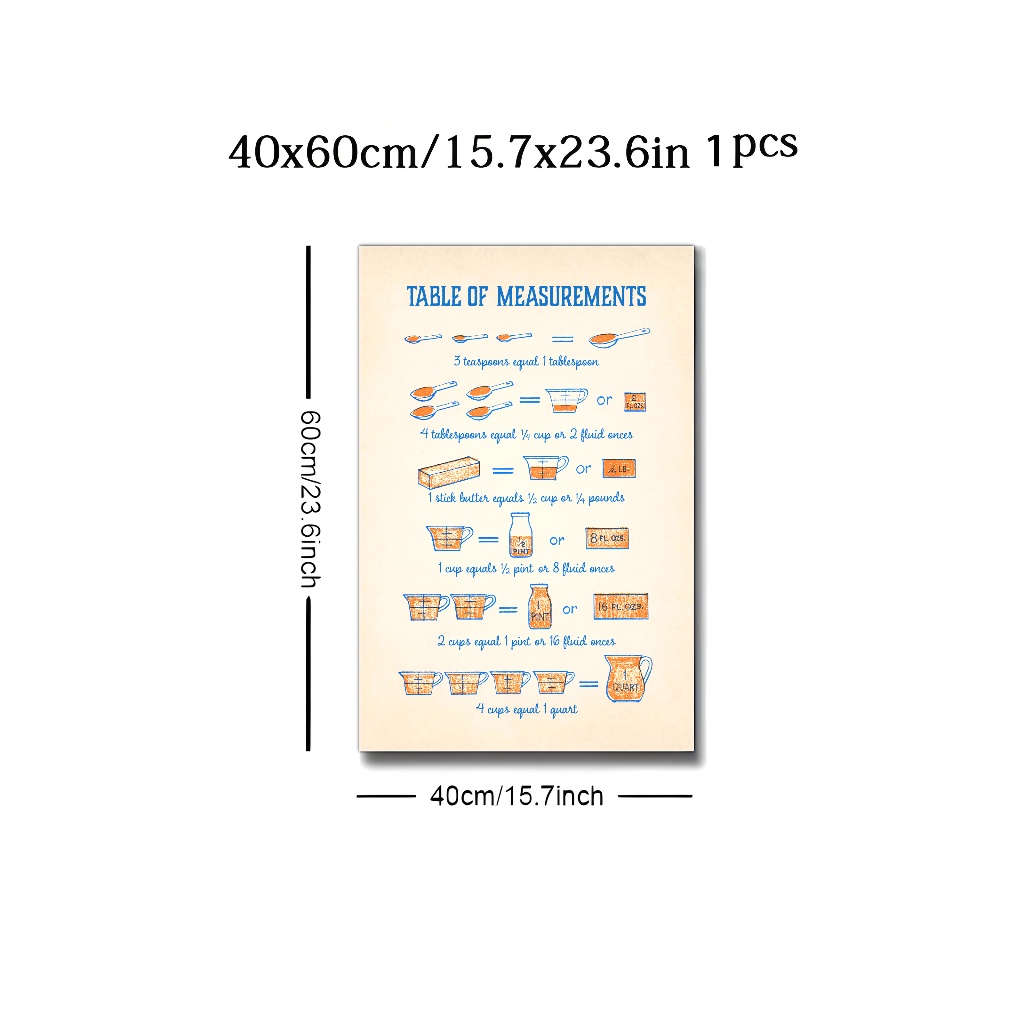 40x60cm/15.7x23.6in 1pcs
60cm/23.6inch
TABLE OF MEASUREMENTS
3 teaspoons equal 1 tablespoon
or
2
FL.OZS.
4 tablespoons equal ¼ cup or 2 fluid onces
or
¼ LB.
1 stick butter equals ½ cup or ¼ pounds
½
PINT
or
8 FL. OZS.
1 cup equals ½ pint or 8 fluid onces
1
PINT
or
16 FL. OZS.
2 cups equal 1 pint or 16 fluid onces
1
QUART
4 cups equal 1 quart
40cm/15.7inch